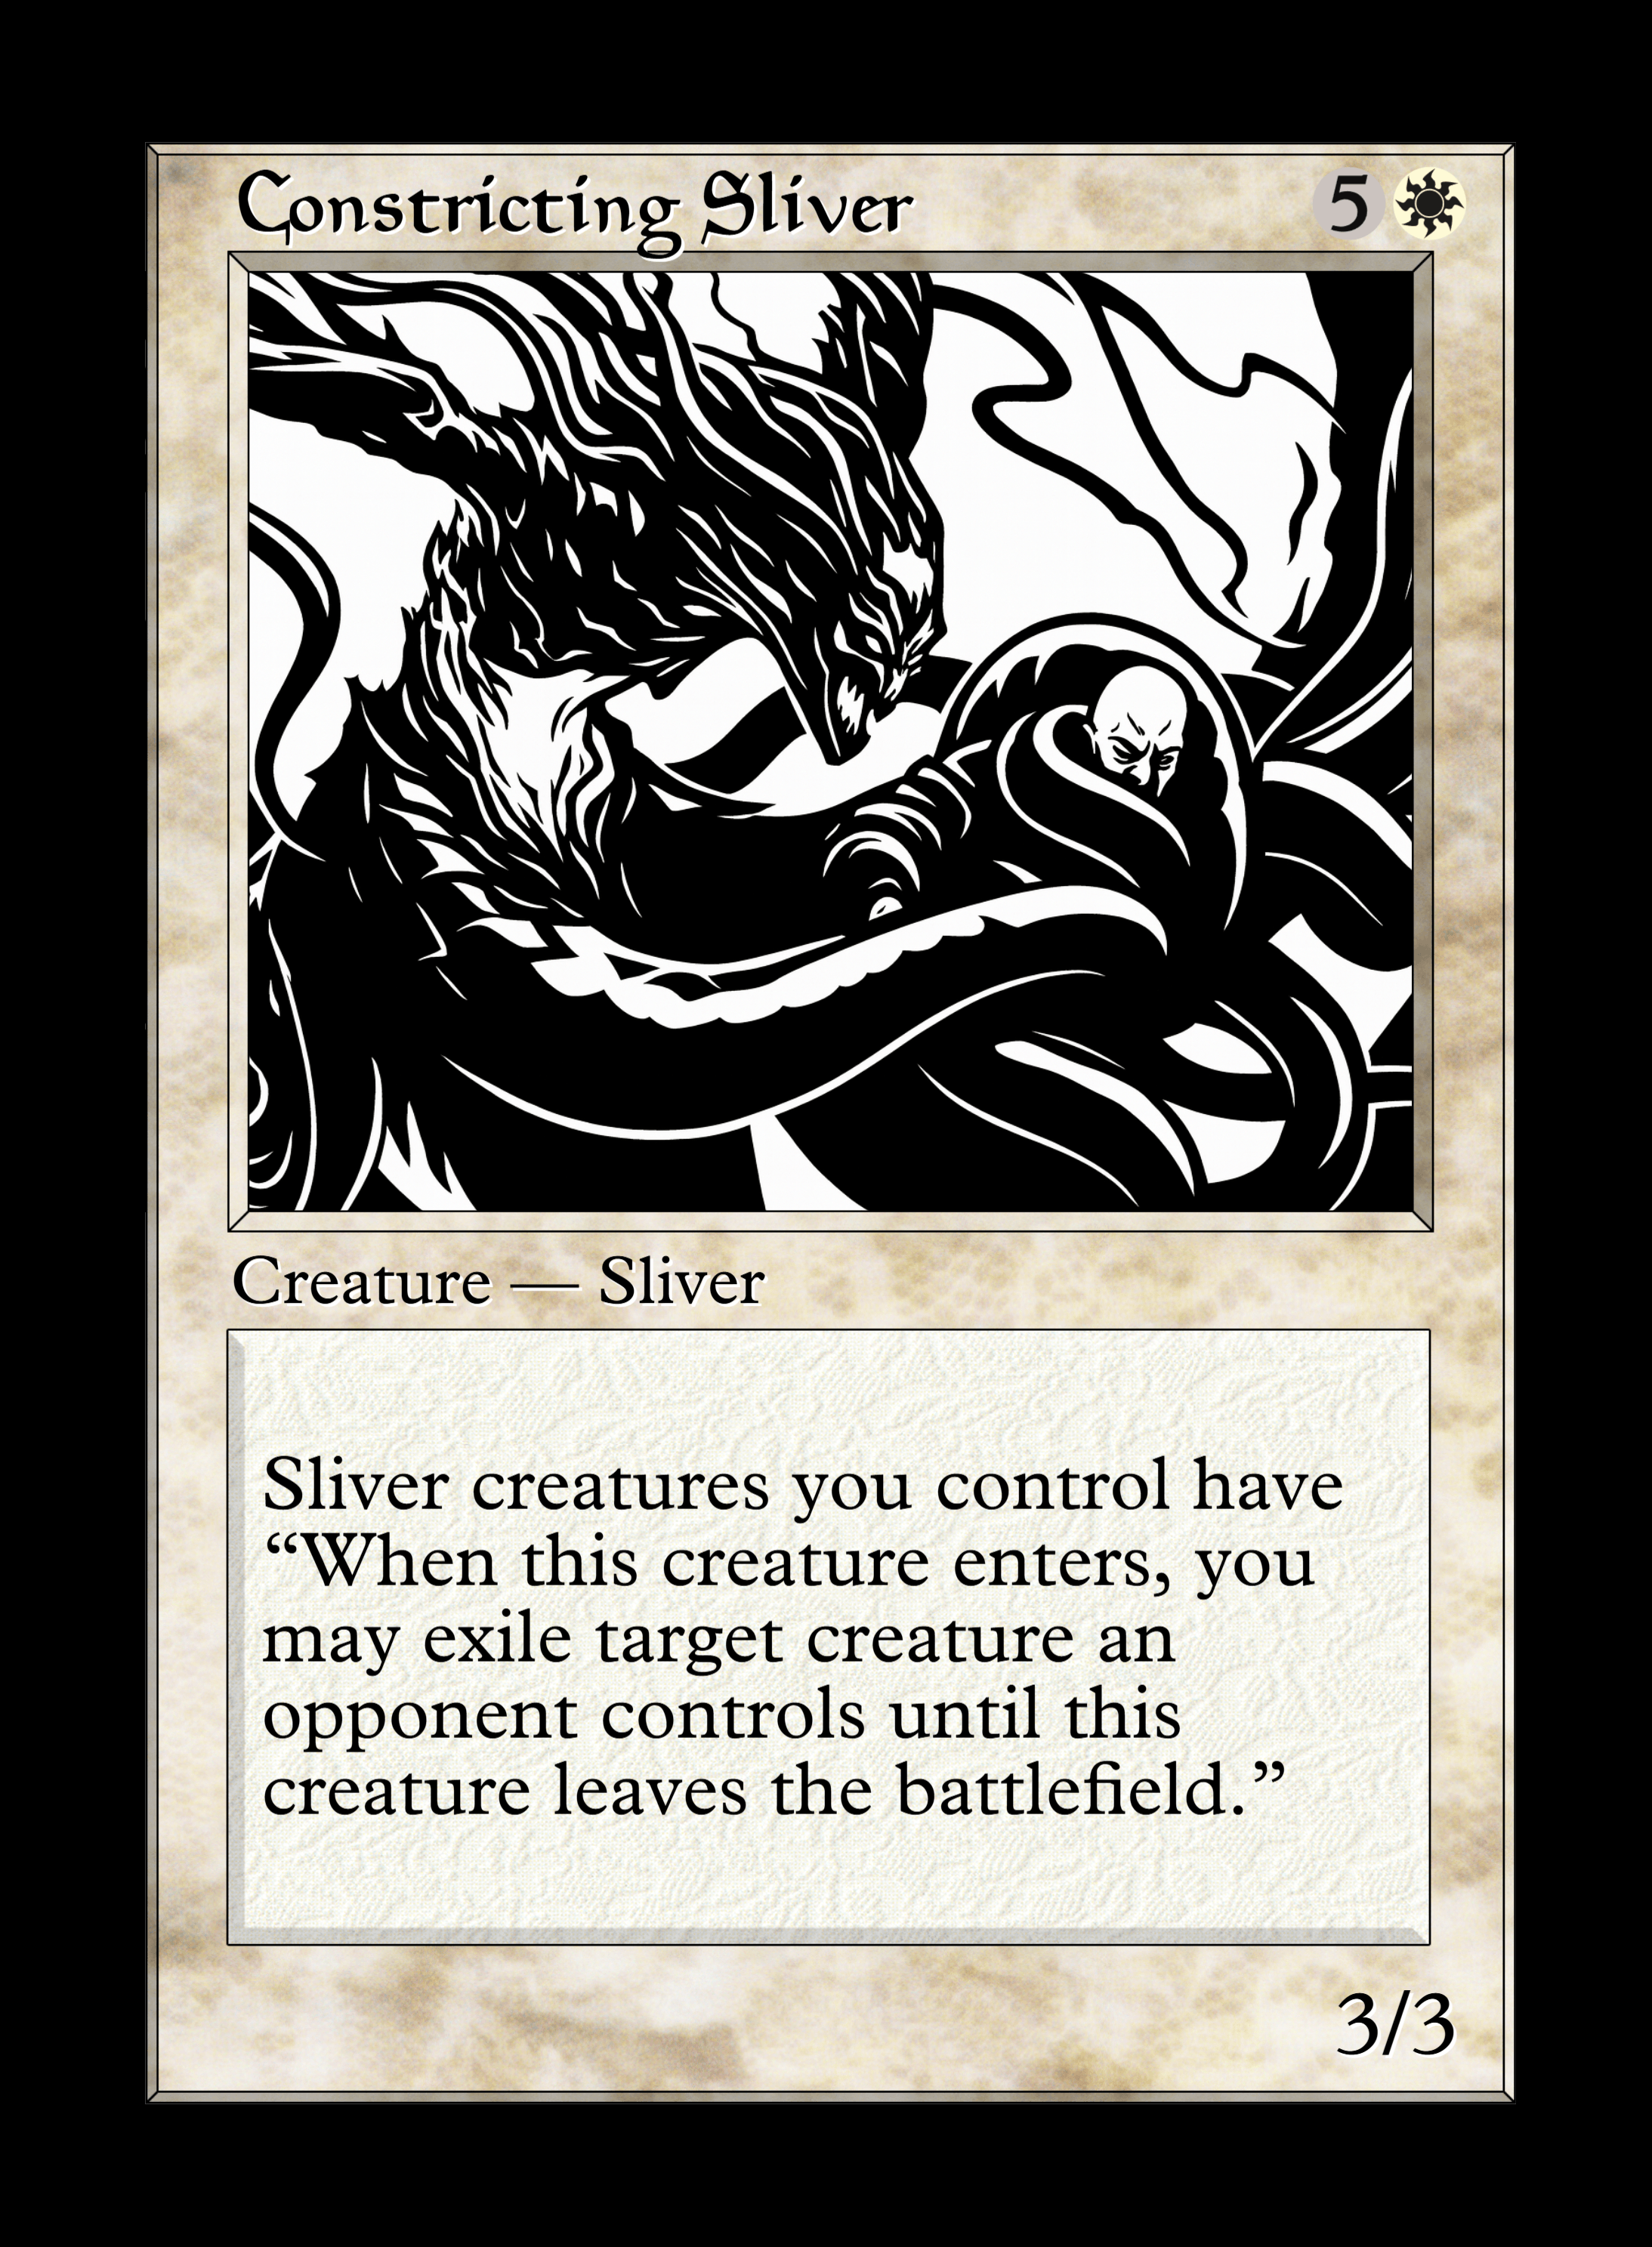 Constricting Sliver 5
Creature — Sliver
Sliver creatures you control have
“When this creature enters, you
may exile target creature an
opponent controls until this
creature leaves the battlefield.”
3/3